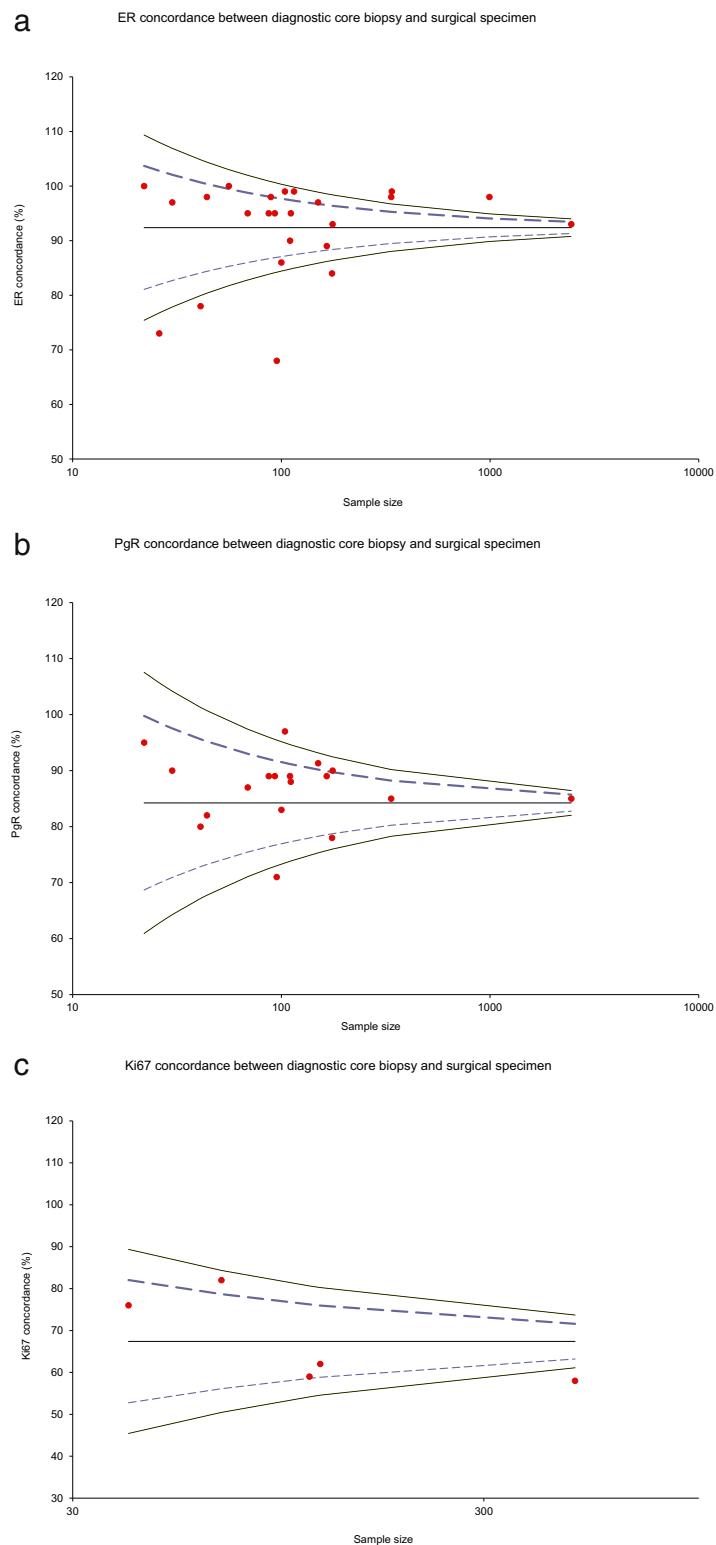 a
ER concordance between diagnostic core biopsy and surgical specimen
120
110
100
90
80
70
60
50
ER concordance (%)
10 100 1000 10000
Sample size
b
PgR concordance between diagnostic core biopsy and surgical specimen
120
110
100
90
80
70
60
50
PgR concordance (%)
10 100 1000 10000
Sample size
c
Ki67 concordance between diagnostic core biopsy and surgical specimen
120
110
100
90
80
70
60
50
40
30
Ki67 concordance (%)
30 300
Sample size